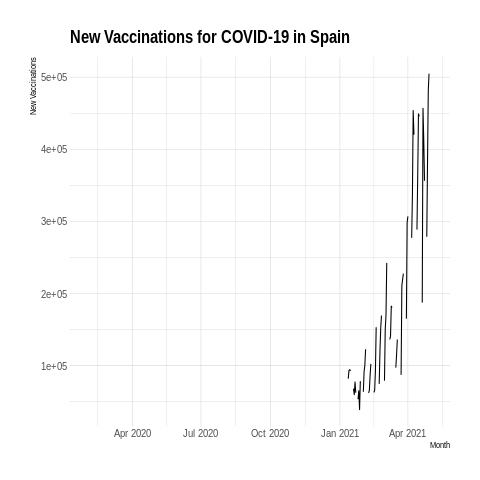 New Vaccinations for COVID-19 in Spain
New Vaccinations
5e+05
4e+05
3e+05
2e+05
1e+05
Apr 2020 Jul 2020 Oct 2020 Jan 2021 Apr 2021
Month